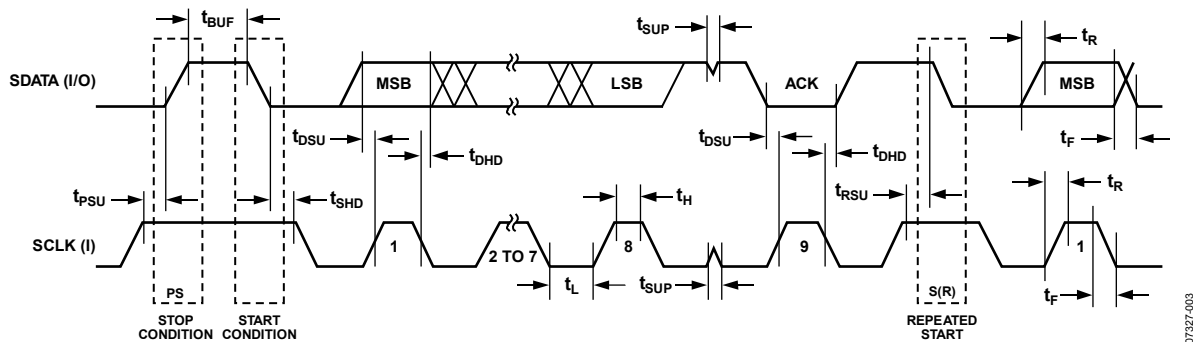 tBUF
tSUP
tR
SDATA (I/O)
MSB
LSB
ACK
MSB
tDSU
tDHD
tDSU
tDHD
tF
tPSU
tSHD
tH
tRSU
tR
SCLK (I)
1
2 TO 7
8
9
1
tL
tSUP
tF
PS
S(R)
STOP
CONDITION
START
CONDITION
REPEATED
START
07327-003